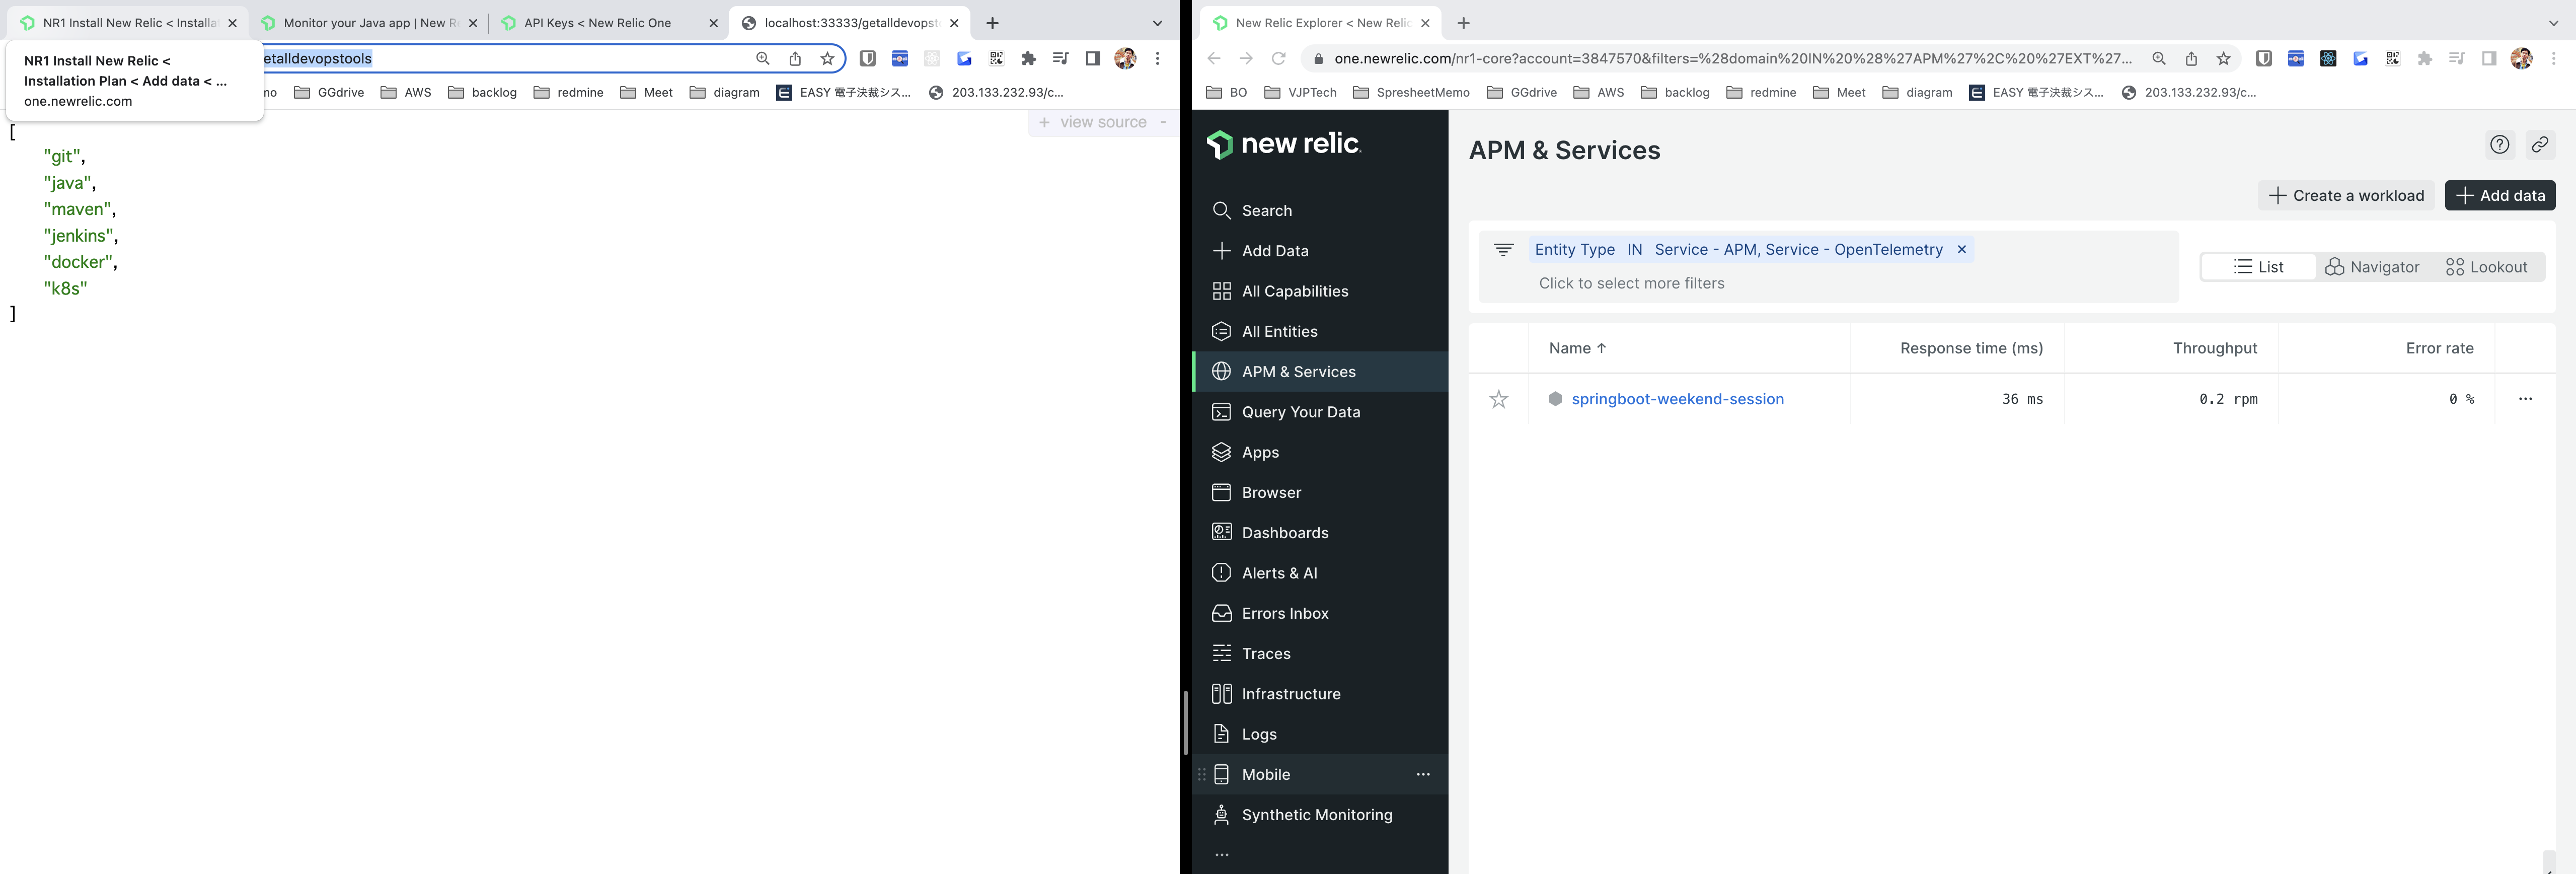 NR1 Install New Relic < Installa
Monitor your Java app | New Re
API Keys < New Relic One
localhost:33333/getalldevopst
etalldevopstools
NR1 Install New Relic <
Installation Plan < Add data < ...
one.newrelic.com
mo
GGdrive
AWS
backlog
redmine
Meet
diagram
EASY 電子決裁シス...
203.133.232.93/c...
+ view source -
[
"git",
"java",
"maven",
"jenkins",
"docker",
"k8s"
]
New Relic Explorer < New Relic
one.newrelic.com/nr1-core?account=3847570&filters=%28domain%20IN%20%28%27APM%27%2C%20%27EXT%27...
BO
VJPTech
SpresheetMemo
GGdrive
AWS
backlog
redmine
Meet
diagram
EASY 電子決裁シス...
203.133.232.93/c...
new relic.
Search
Add Data
All Capabilities
All Entities
APM & Services
Query Your Data
Apps
Browser
Dashboards
Alerts & AI
Errors Inbox
Traces
Infrastructure
Logs
Mobile ...
Synthetic Monitoring
...
APM & Services
+ Create a workload
+ Add data
Entity Type IN Service - APM, Service - OpenTelemetry ×
Click to select more filters
List
Navigator
Lookout
Name ↑
Response time (ms)
Throughput
Error rate
springboot-weekend-session
36 ms
0.2 rpm
0 %
...